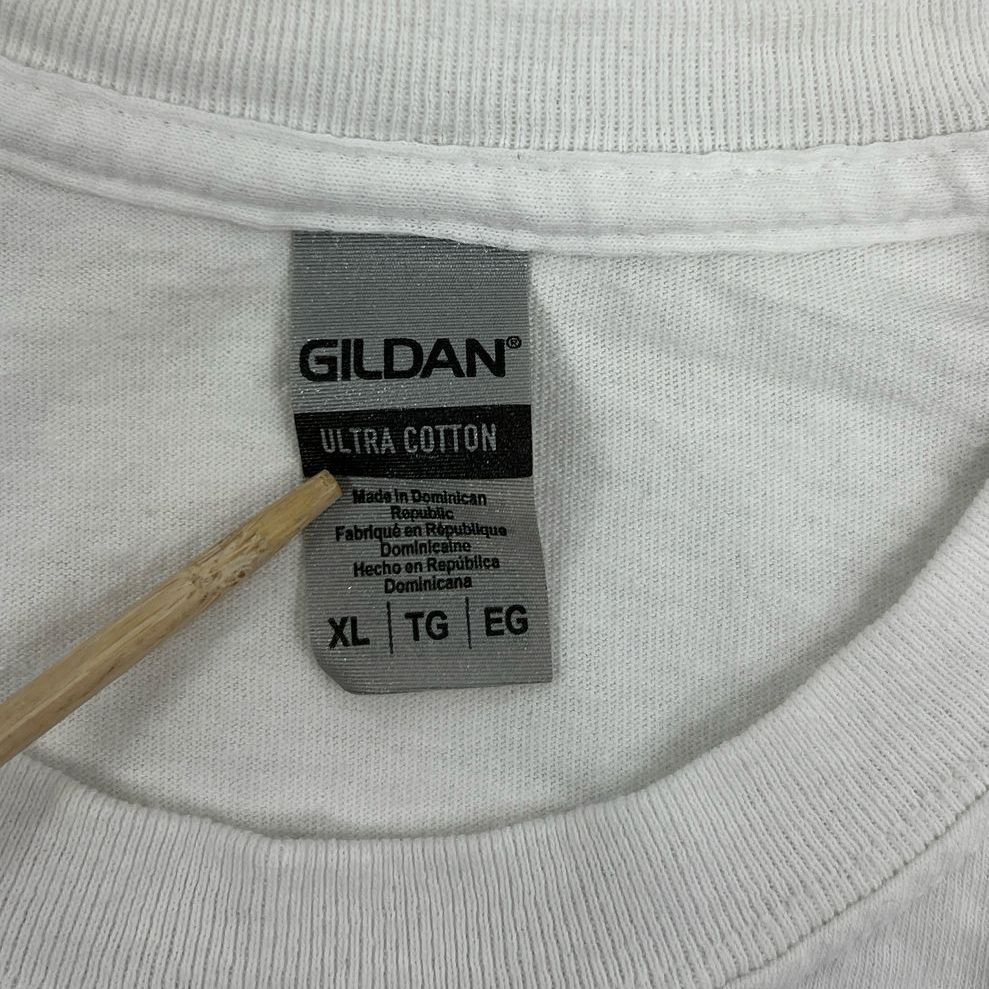 GILDAN®
ULTRA COTTON
Made in Dominican
Republic
Fabriqué en République
Dominicaine
Hecho en República
Dominicana
XL | TG | EG